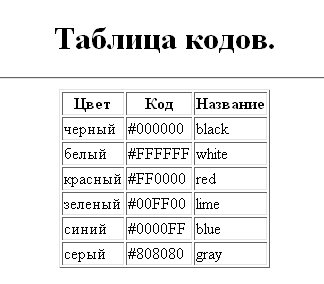 Таблица кодов.
Цвет Код Название
черный #000000 black
белый #FFFFFF white
красный #FF0000 red
зеленый #00FF00 lime
синий #0000FF blue
серый #808080 gray